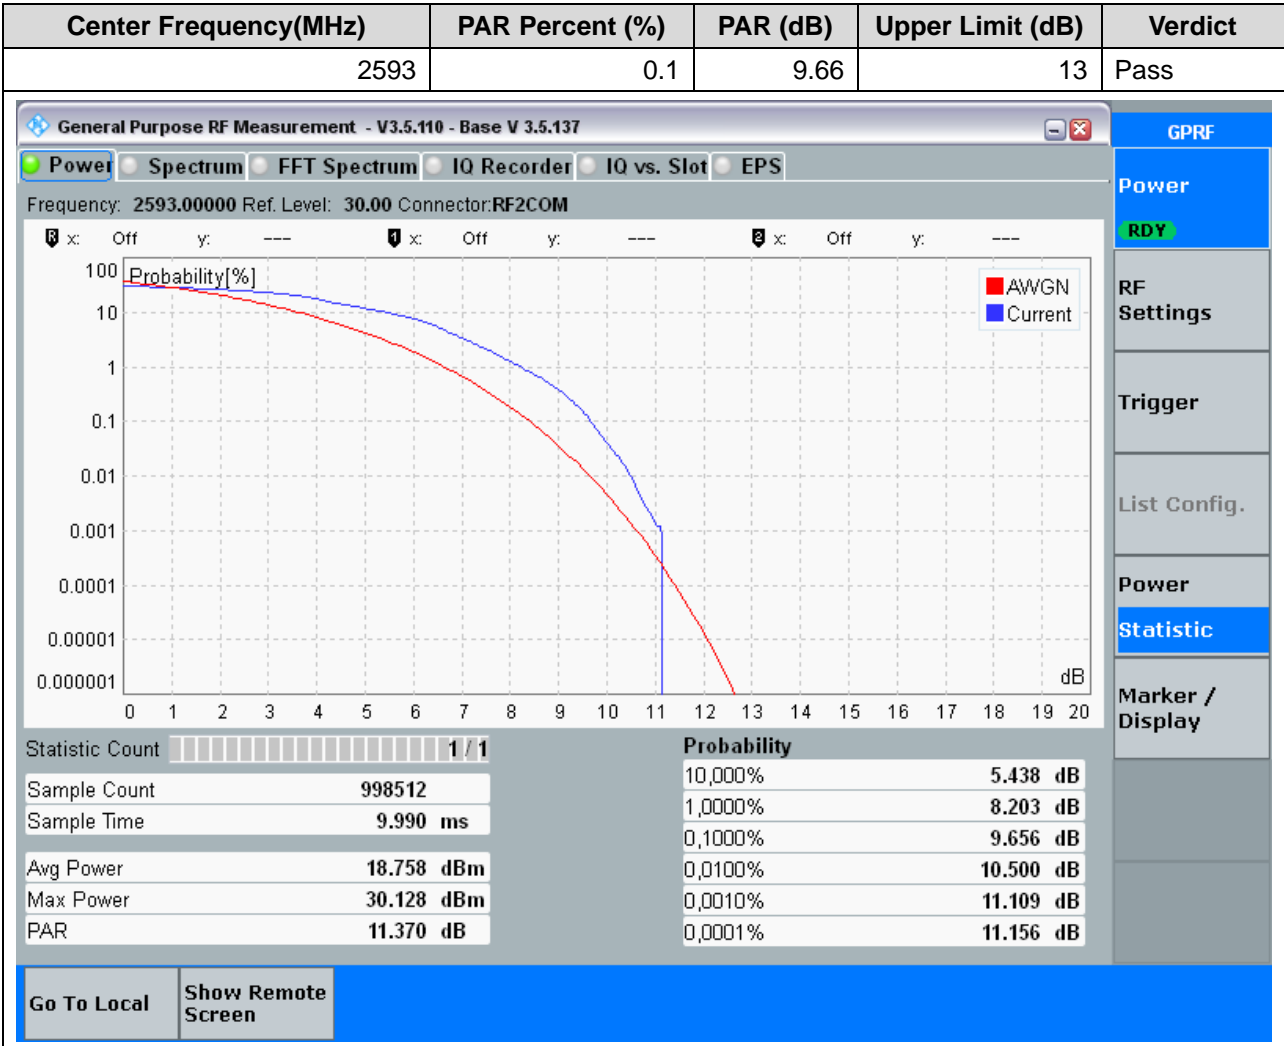 Center Frequency(MHz) PAR Percent (%) PAR (dB) Upper Limit (dB) Verdict
2593 0.1 9.66 13 Pass
General Purpose RF Measurement - V3.5.110 - Base V 3.5.137
GPRF
Power Spectrum FFT Spectrum IQ Recorder IQ vs. Slot EPS
Power
RDY
Frequency: 2593.00000 Ref. Level: 30.00 Connector:RF2COM
R x: Off y: --- 1 x: Off y: --- 2 x: Off y: ---
Probability[%]
AWGN
Current
100
10
1
0.1
0.01
0.001
0.0001
0.00001
0.000001
dB
0 1 2 3 4 5 6 7 8 9 10 11 12 13 14 15 16 17 18 19 20
RF
Settings
Trigger
List Config.
Power
Statistic
Marker /
Display
Statistic Count 1 / 1
Sample Count 998512
Sample Time 9.990 ms
Avg Power 18.758 dBm
Max Power 30.128 dBm
PAR 11.370 dB
Probability
10,000% 5.438 dB
1,0000% 8.203 dB
0,1000% 9.656 dB
0,0100% 10.500 dB
0,0010% 11.109 dB
0,0001% 11.156 dB
Go To Local
Show Remote
Screen